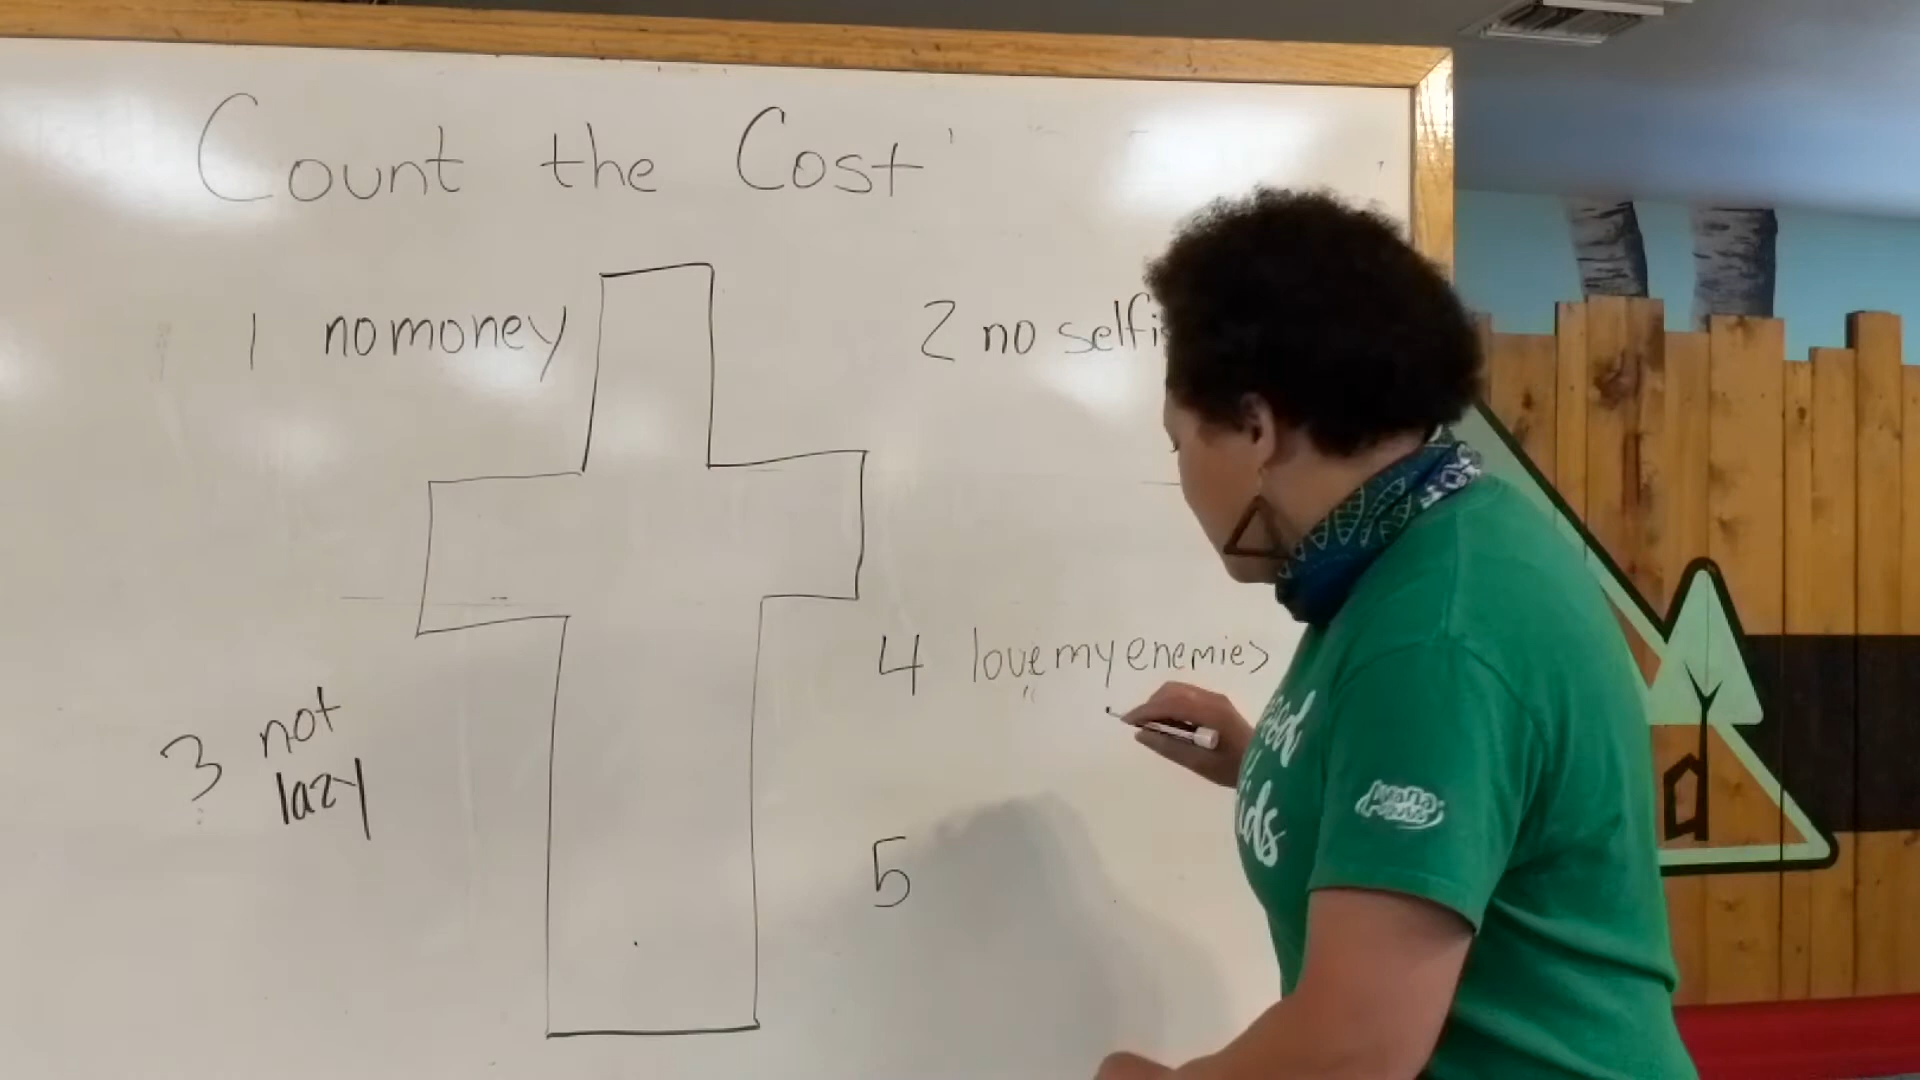 Count the Cost
1 no money
2 no selfi
4 love my enemies
3 not
lazy
5